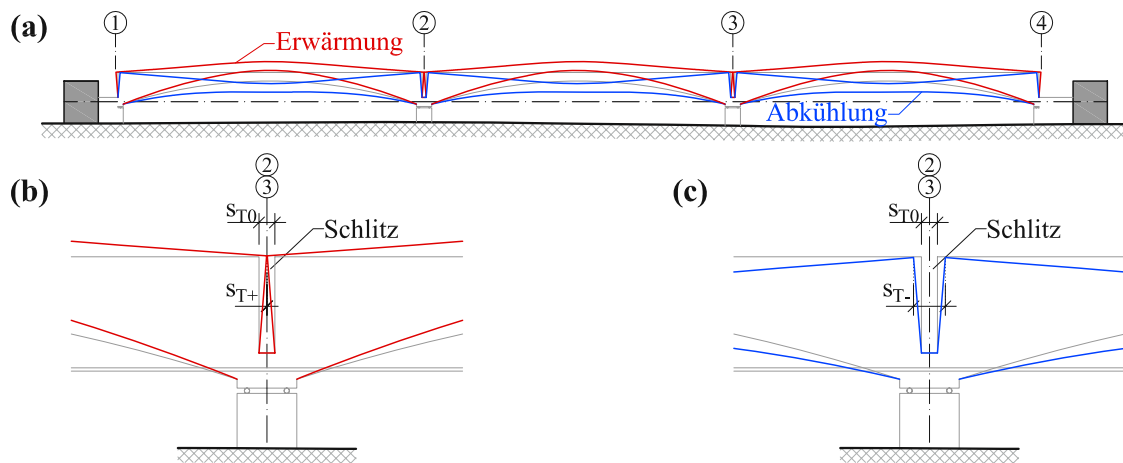 (a)
1
2
3
4
Erwärmung
Abkühlung
(b)
2
3
sT0
Schlitz
sT+
(c)
2
3
sT0
Schlitz
sT-